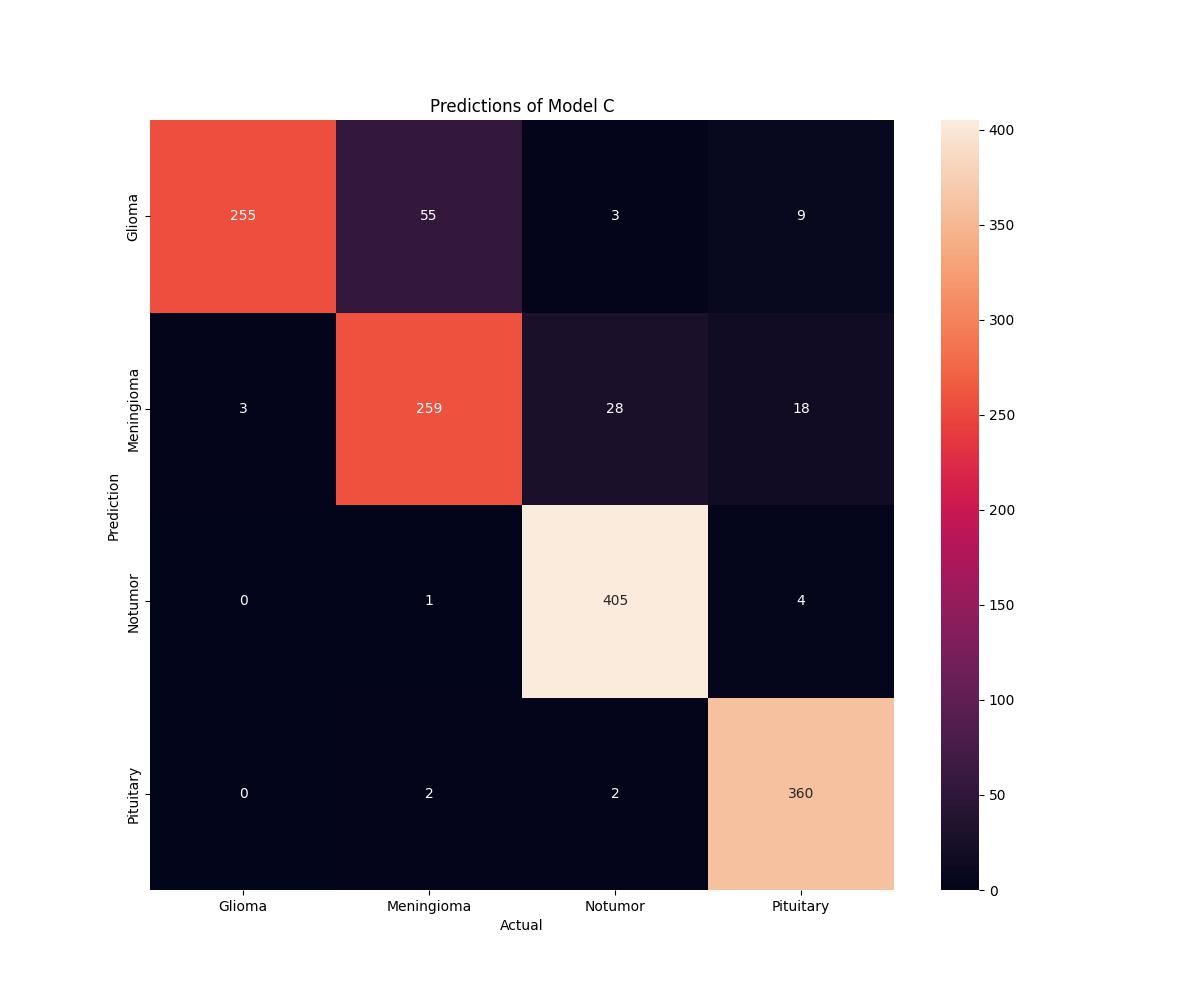 Predictions of Model C
Glioma
255 55 3 9
Meningioma
3 259 28 18
Notumor
0 1 405 4
Pituitary
0 2 2 360
Prediction
Glioma Meningioma Notumor Pituitary
Actual
400
350
300
250
200
150
100
50
0